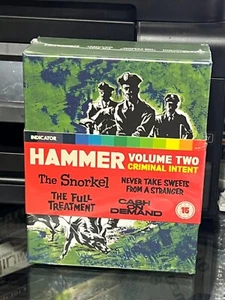 INDICATOR
HAMMER VOLUME TWO
CRIMINAL INTENT
The Snorkel
NEVER TAKE SWEETS
FROM A STRANGER
THE FULL
TREATMENT
CASH ON
DEMAND
15